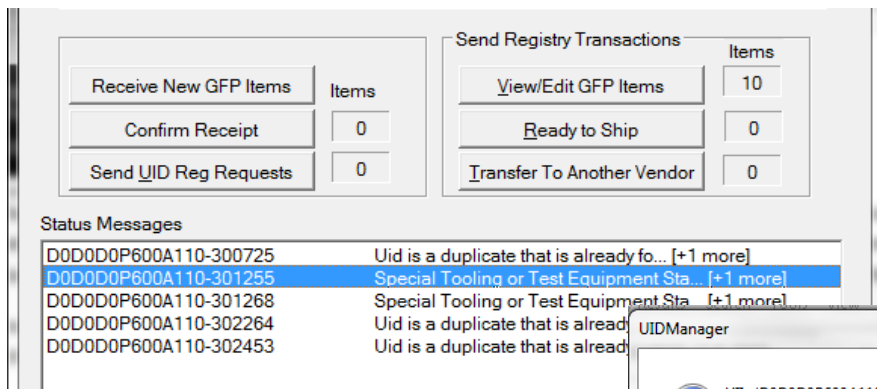 Send Registry Transactions
Items
Receive New GFP Items
Items
View/Edit GFP Items
10
Confirm Receipt
0
Ready to Ship
0
Send UID Reg Requests
0
Transfer To Another Vendor
0
Status Messages
D0D0D0P600A110-300725 Uid is a duplicate that is already fo... [+1 more]
D0D0D0P600A110-301255 Special Tooling or Test Equipment Sta... [+1 more]
D0D0D0P600A110-301268 Special Tooling or Test Equipment Sta... [+1 more]
D0D0D0P600A110-302264 Uid is a duplicate that is already
D0D0D0P600A110-302453 Uid is a duplicate that is already
UIDManager